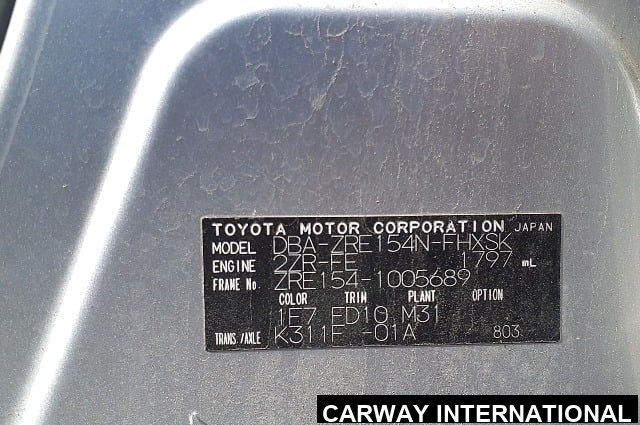 TOYOTA MOTOR CORPORATION JAPAN
MODEL DBA-ZRE154N-FHXSK
ENGINE 2ZR-FE 1797 mL
FRAME No. ZRE154-1005689
COLOR TRIM PLANT OPTION
1E7 FD10 M31
TRANS./AXLE K311F -01A 803
CARWAY INTERNATIONAL